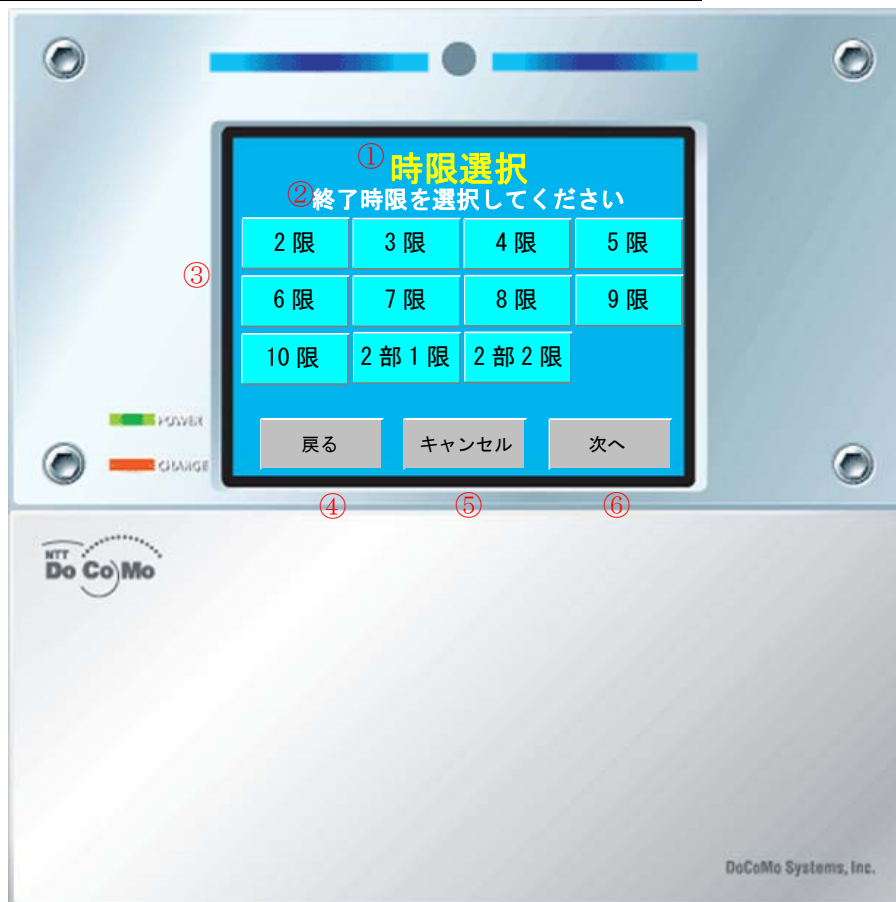 ①時限選択
②終了時限を選択してください
③
2限 3限 4限 5限
6限 7限 8限 9限
10限 2部1限 2部2限
POWER
戻る キャンセル 次へ
CHARGE
④ ⑤ ⑥
NTT
DoCoMo
DoCoMo Systems, Inc.